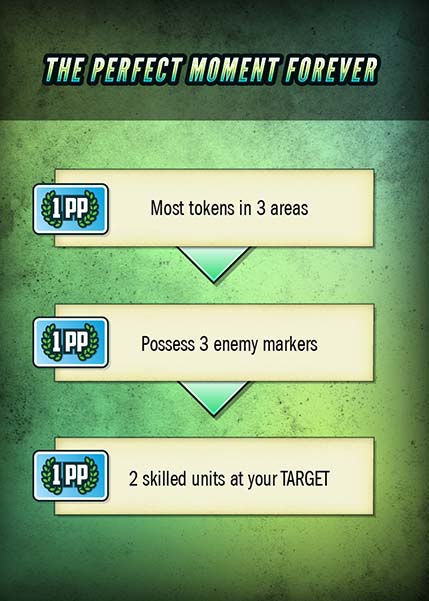 THE PERFECT MOMENT FOREVER
1 PP
Most tokens in 3 areas
1 PP
Possess 3 enemy markers
1 PP
2 skilled units at your TARGET